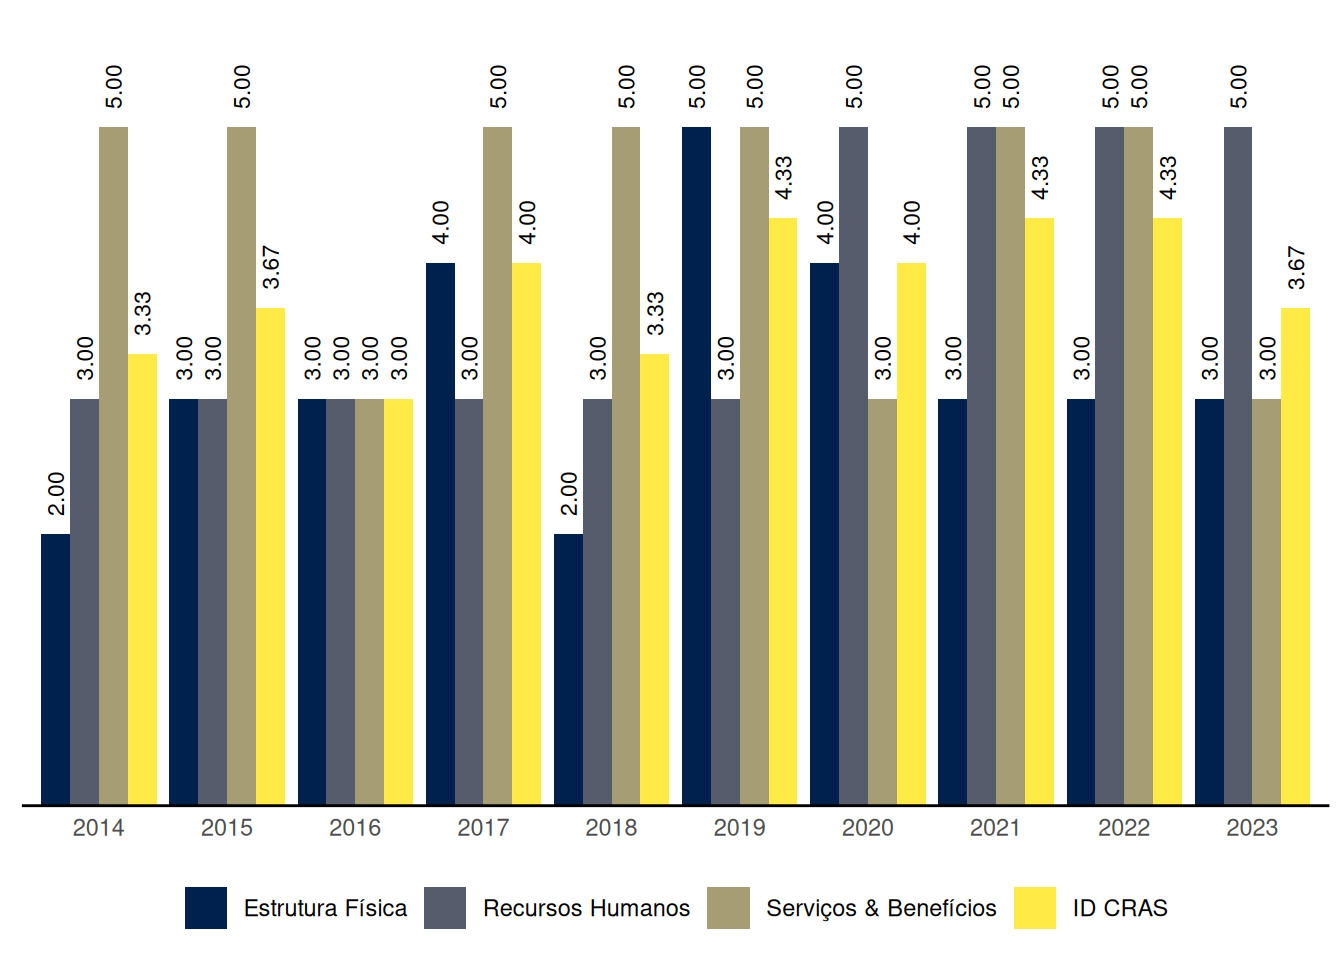 2.00 3.00 5.00 3.33 3.00 3.00 5.00 3.67 3.00 3.00 3.00 3.00 4.00 3.00 5.00 4.00 2.00 3.00 5.00 3.33 5.00 3.00 5.00 4.33 4.00 5.00 3.00 4.00 3.00 5.00 5.00 4.33 3.00 5.00 5.00 4.33 3.00 5.00 3.00 3.67
2014 2015 2016 2017 2018 2019 2020 2021 2022 2023
Estrutura Física Recursos Humanos Serviços & Benefícios ID CRAS